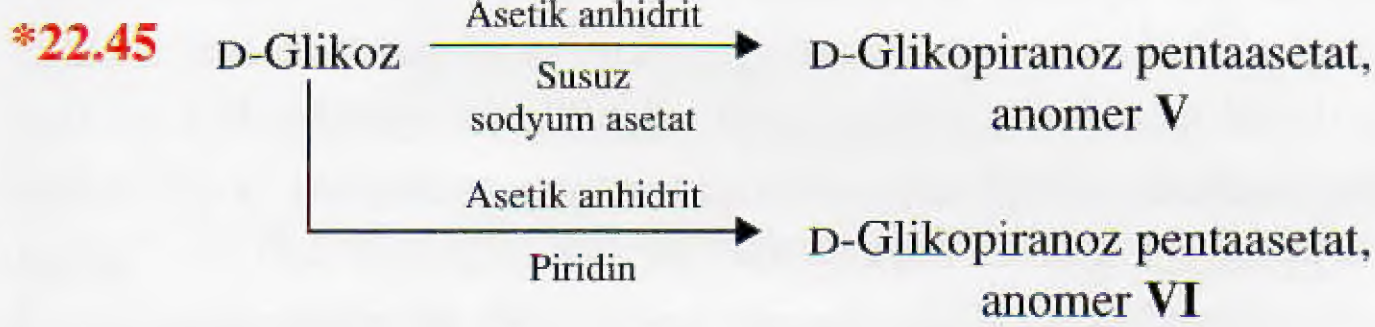 *22.45 D-Glikoz Asetik anhidrit D-Glikopiranoz pentaasetat,
Susuz
sodyum asetat
anomer V
Asetik anhidrit
Piridin
D-Glikopiranoz pentaasetat,
anomer VI